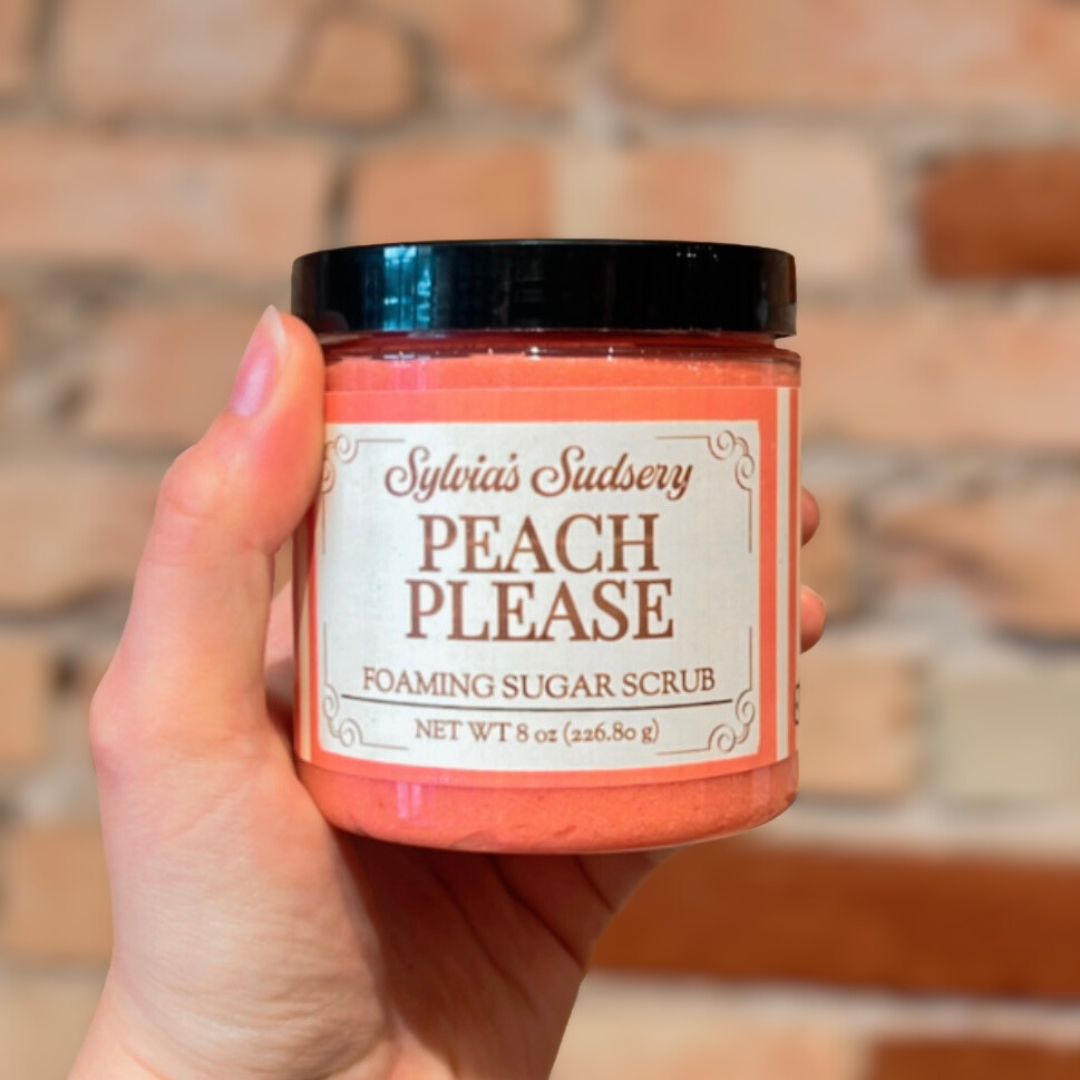 Sylvia's Sudsery
PEACH
PLEASE
FOAMING SUGAR SCRUB
NET WT 8 oz (226.80 g)